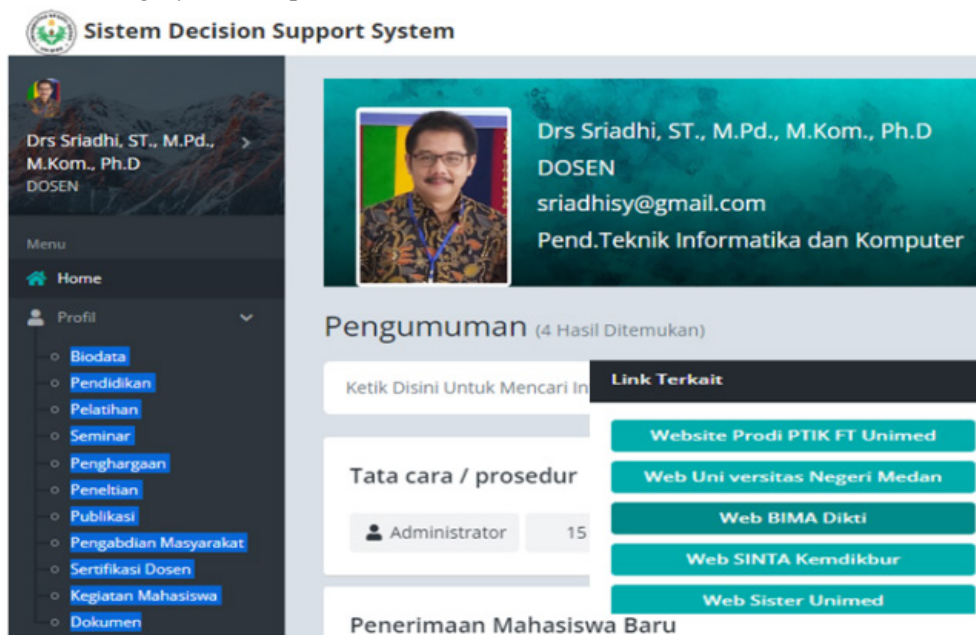 Sistem Decision Support System
Drs Sriadhi, ST., M.Pd.,
M.Kom., Ph.D
DOSEN
Menu
Home
Profil
Biodata
Pendidikan
Pelatihan
Seminar
Penghargaan
Peneltian
Publikasi
Pengabdian Masyarakat
Sertifikasi Dosen
Kegiatan Mahasiswa
Dokumen
Drs Sriadhi, ST., M.Pd., M.Kom., Ph.D
DOSEN
sriadhisy@gmail.com
Pend.Teknik Informatika dan Komputer
Pengumuman (4 Hasil Ditemukan)
Ketik Disini Untuk Mencari In
Tata cara / prosedur
Administrator 15
Penerimaan Mahasiswa Baru
Link Terkait
Website Prodi PTIK FT Unimed
Web Uni versitas Negeri Medan
Web BIMA Dikti
Web SINTA Kemdikbur
Web Sister Unimed